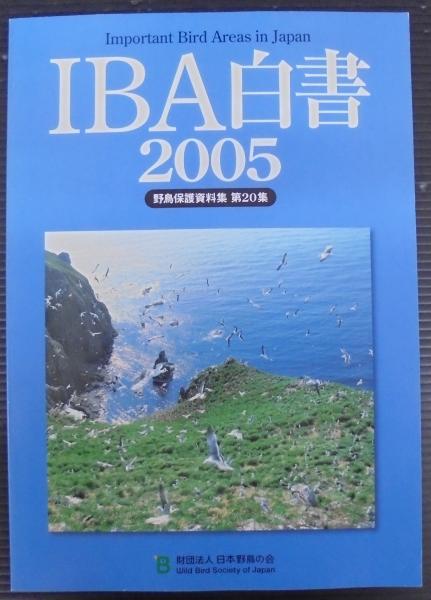 Important Bird Areas in Japan
IBA白書
2005
野鳥保護資料集 第20集
財団法人 日本野鳥の会
Wild Bird Society of Japan